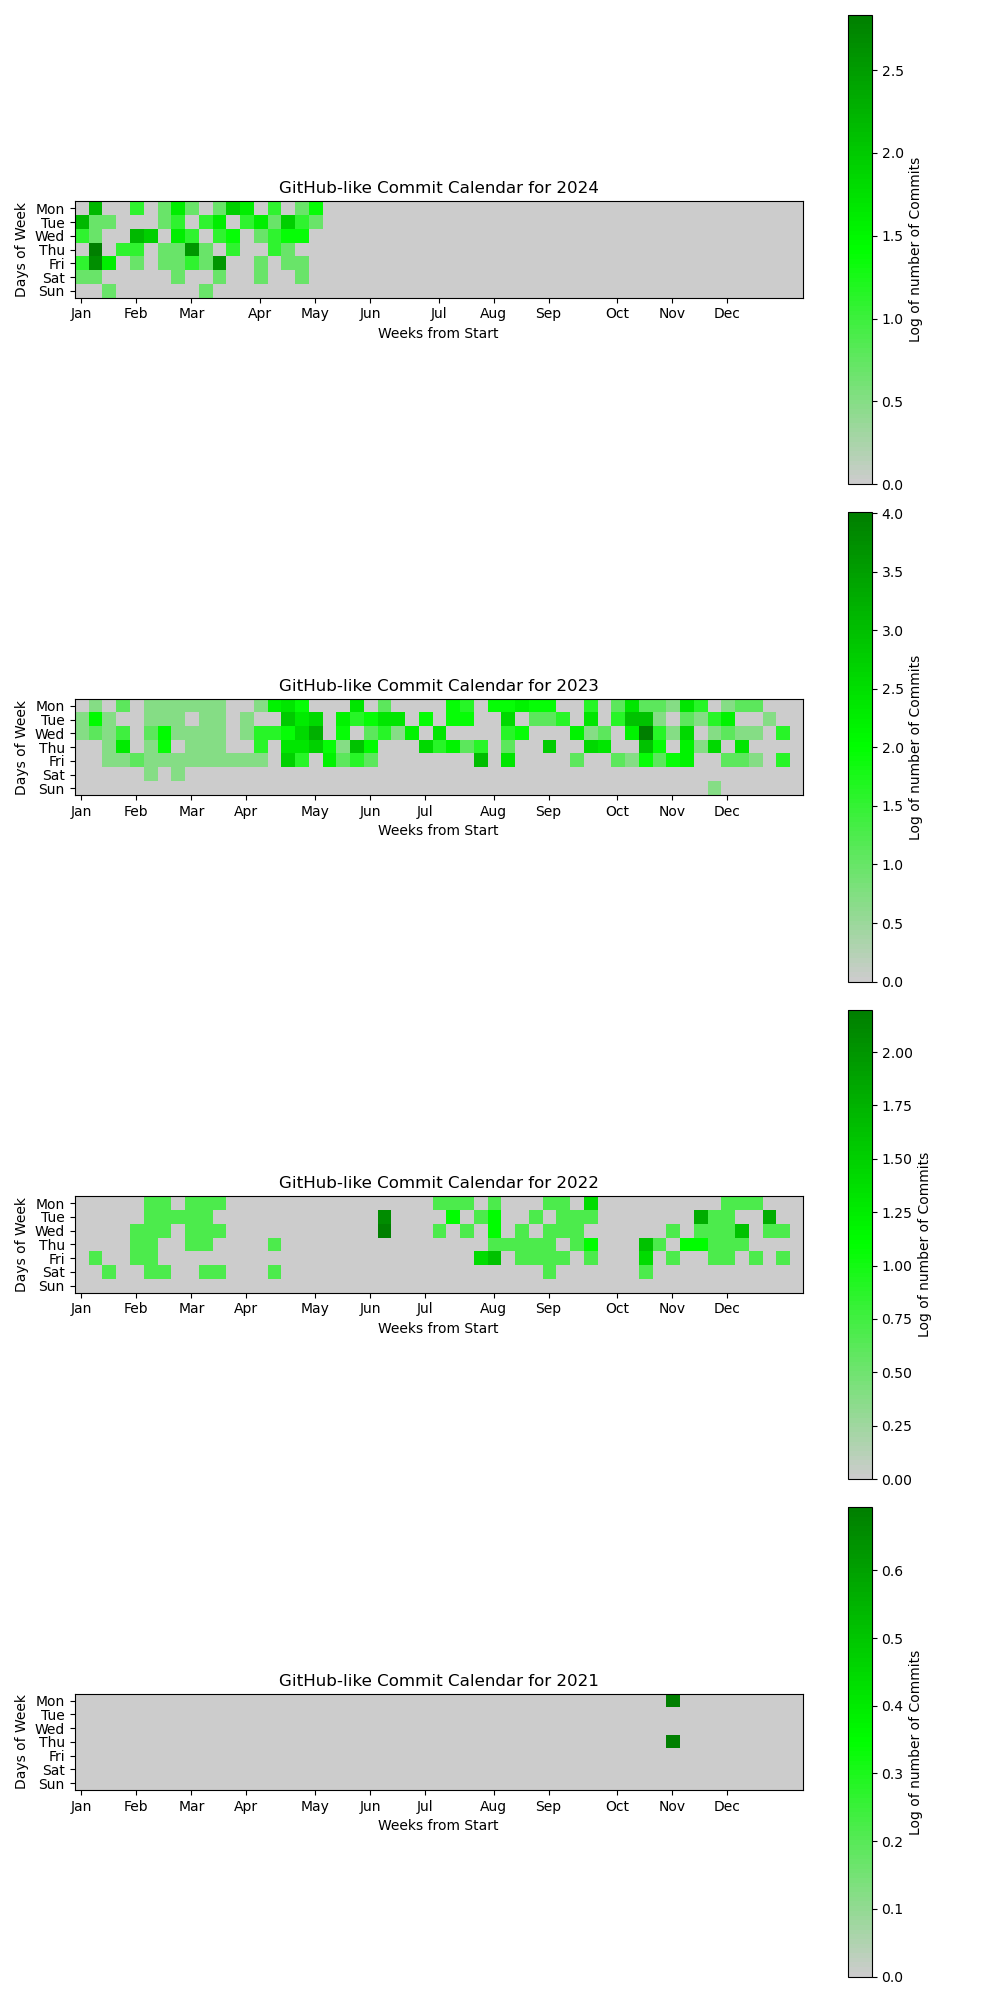 GitHub-like Commit Calendar for 2024
Days of Week
Mon
Tue
Wed
Thu
Fri
Sat
Sun
Jan Feb Mar Apr May Jun Jul Aug Sep Oct Nov Dec
Weeks from Start
2.5
2.0
1.5
1.0
0.5
0.0
Log of number of Commits
GitHub-like Commit Calendar for 2023
Days of Week
Mon
Tue
Wed
Thu
Fri
Sat
Sun
Jan Feb Mar Apr May Jun Jul Aug Sep Oct Nov Dec
Weeks from Start
4.0
3.5
3.0
2.5
2.0
1.5
1.0
0.5
0.0
Log of number of Commits
GitHub-like Commit Calendar for 2022
Days of Week
Mon
Tue
Wed
Thu
Fri
Sat
Sun
Jan Feb Mar Apr May Jun Jul Aug Sep Oct Nov Dec
Weeks from Start
2.00
1.75
1.50
1.25
1.00
0.75
0.50
0.25
0.00
Log of number of Commits
GitHub-like Commit Calendar for 2021
Days of Week
Mon
Tue
Wed
Thu
Fri
Sat
Sun
Jan Feb Mar Apr May Jun Jul Aug Sep Oct Nov Dec
Weeks from Start
0.6
0.5
0.4
0.3
0.2
0.1
0.0
Log of number of Commits